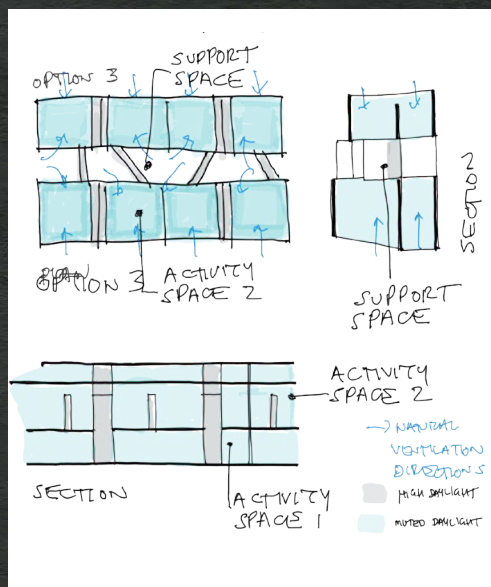 OPTION 3
SUPPORT
SPACE
OPTION 3
ACTIVITY
SPACE 2
SECTION
SUPPORT
SPACE
ACTIVITY
SPACE 2
SECTION
ACTIVITY
SPACE 1
→ NATURAL
VENTILATION
DIRECTIONS
HIGH DAYLIGHT
MUTED DAYLIGHT